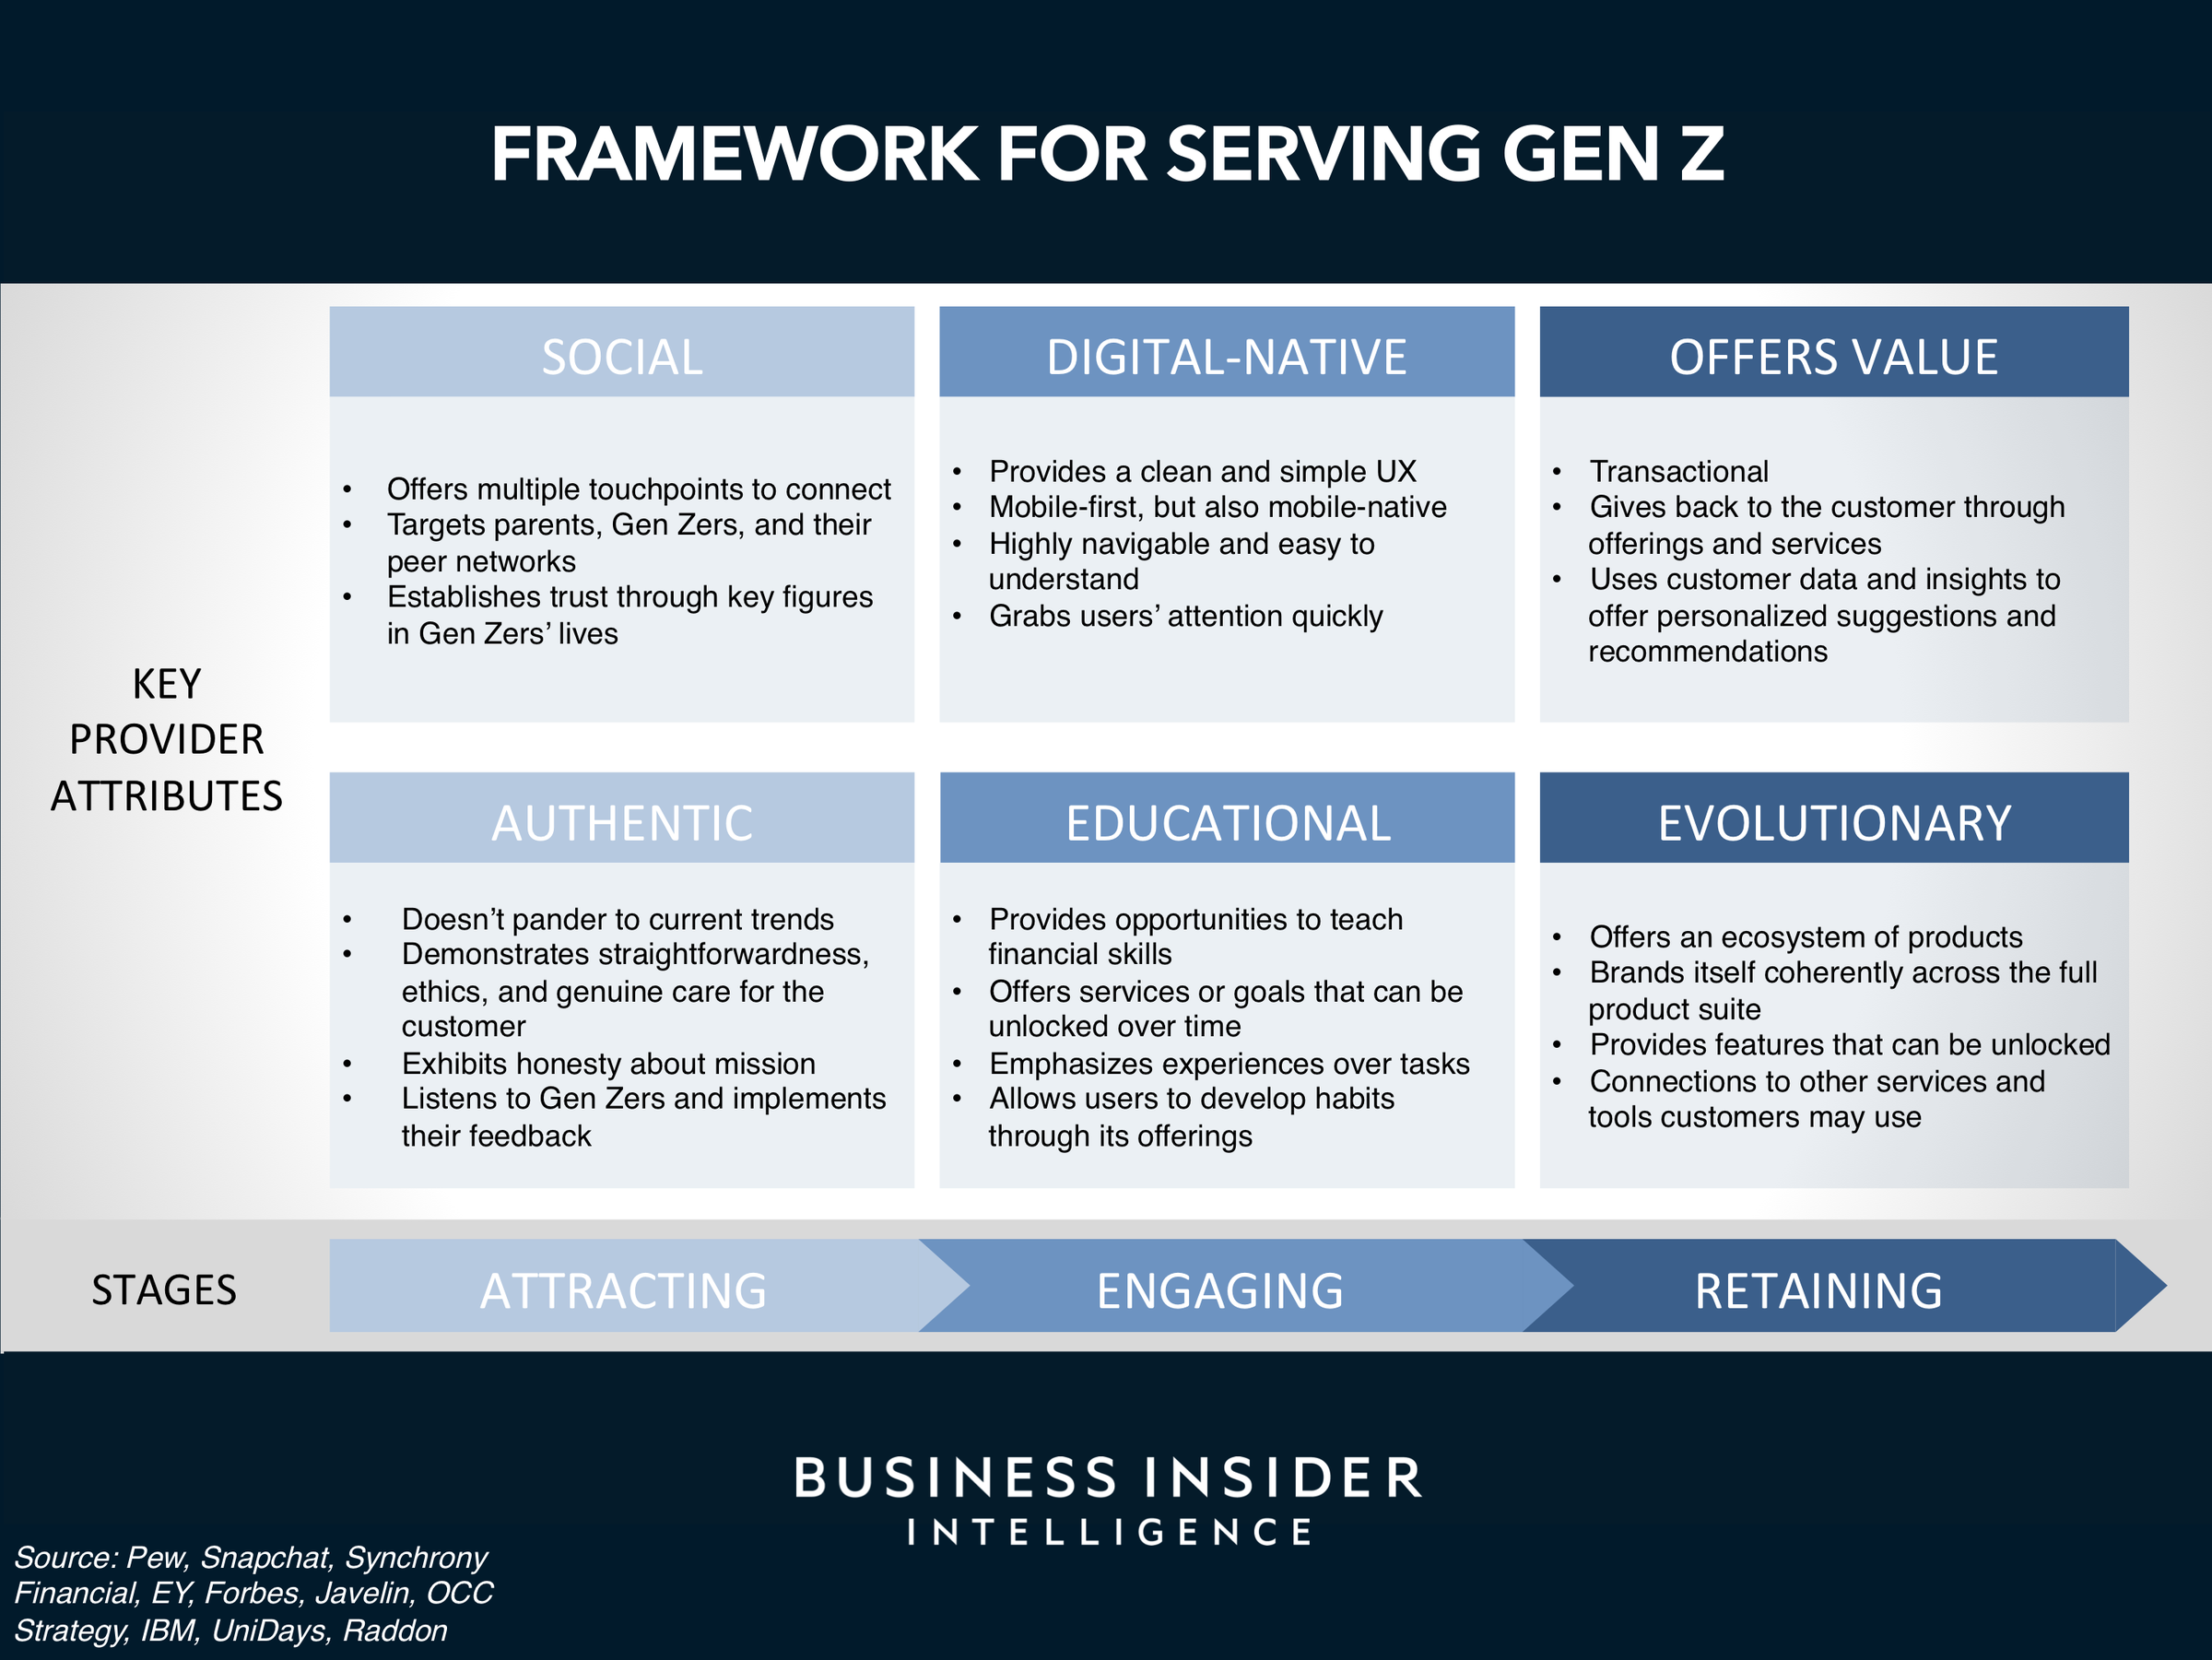 FRAMEWORK FOR SERVING GEN Z
KEY
PROVIDER
ATTRIBUTES
SOCIAL
• Offers multiple touchpoints to connect
• Targets parents, Gen Zers, and their
peer networks
• Establishes trust through key figures
in Gen Zers’ lives
DIGITAL-NATIVE
• Provides a clean and simple UX
• Mobile-first, but also mobile-native
• Highly navigable and easy to
understand
• Grabs users’ attention quickly
OFFERS VALUE
• Transactional
• Gives back to the customer through
offerings and services
• Uses customer data and insights to
offer personalized suggestions and
recommendations
AUTHENTIC
• Doesn’t pander to current trends
• Demonstrates straightforwardness,
ethics, and genuine care for the
customer
• Exhibits honesty about mission
• Listens to Gen Zers and implements
their feedback
EDUCATIONAL
• Provides opportunities to teach
financial skills
• Offers services or goals that can be
unlocked over time
• Emphasizes experiences over tasks
• Allows users to develop habits
through its offerings
EVOLUTIONARY
• Offers an ecosystem of products
• Brands itself coherently across the full
product suite
• Provides features that can be unlocked
• Connections to other services and
tools customers may use
STAGES
ATTRACTING
ENGAGING
RETAINING
BUSINESS INSIDER
INTELLIGENCE
Source: Pew, Snapchat, Synchrony
Financial, EY, Forbes, Javelin, OCC
Strategy, IBM, UniDays, Raddon